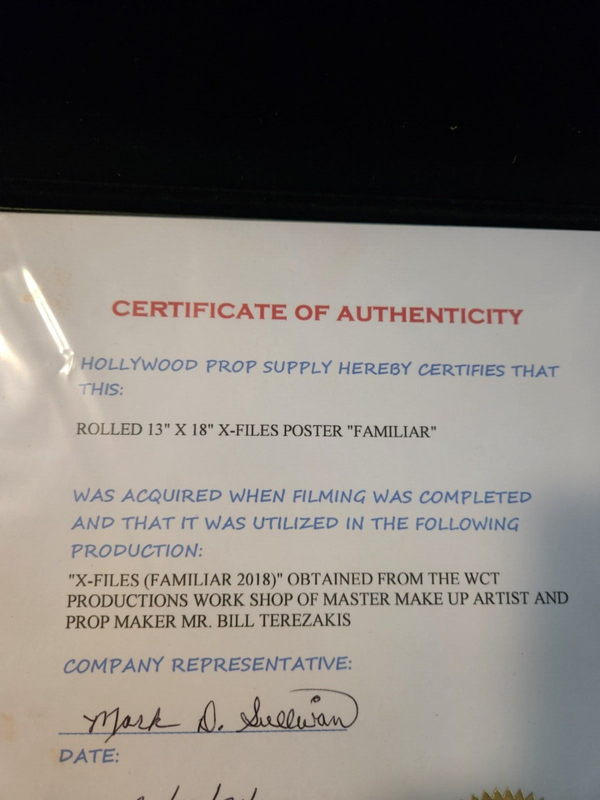 CERTIFICATE OF AUTHENTICITY
HOLLYWOOD PROP SUPPLY HEREBY CERTIFIES THAT
THIS:
ROLLED 13" X 18" X-FILES POSTER "FAMILIAR"
WAS ACQUIRED WHEN FILMING WAS COMPLETED
AND THAT IT WAS UTILIZED IN THE FOLLOWING
PRODUCTION:
"X-FILES (FAMILIAR 2018)" OBTAINED FROM THE WCT
PRODUCTIONS WORK SHOP OF MASTER MAKE UP ARTIST AND
PROP MAKER MR. BILL TEREZAKIS
COMPANY REPRESENTATIVE:
Mark D. Sullivan
DATE: